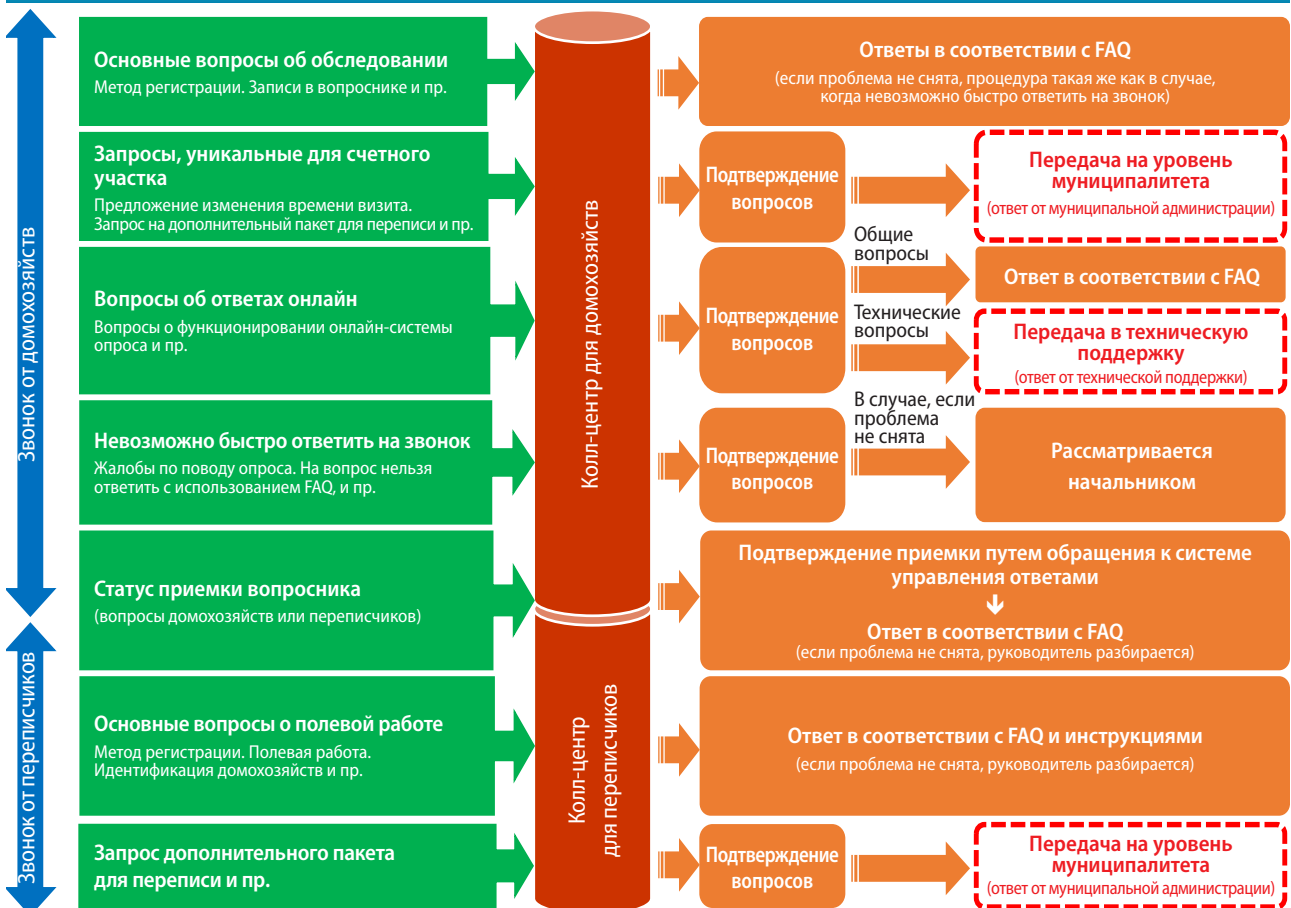 Звонок от домохозяйств
Основные вопросы об обследовании
Метод регистрации. Записи в вопроснике и пр.
Ответы в соответствии с FAQ
(если проблема не снята, процедура такая же как в случае,
когда невозможно быстро ответить на звонок)
Запросы, уникальные для счетного
участка
Предложение изменения времени визита.
Запрос на дополнительный пакет для переписи и пр.
Подтверждение
вопросов
Передача на уровень
муниципалитета
(ответ от муниципальной администрации)
Колл-центр для домохозяйств
Вопросы об ответах онлайн
Вопросы о функционировании онлайн-системы
опроса и пр.
Подтверждение
вопросов
Общие
вопросы
Ответ в соответствии с FAQ
Технические
вопросы
Передача в техническую
поддержку
(ответ от технической поддержки)
Невозможно быстро ответить на звонок
Жалобы по поводу опроса. На вопрос нельзя
ответить с использованием FAQ, и пр.
Подтверждение
вопросов
В случае, если
проблема
не снята
Рассматривается
начальником
Статус приемки вопросника
(вопросы домохозяйств или переписчиков)
Подтверждение приемки путем обращения к системе
управления ответами
Ответ в соответствии с FAQ
(если проблема не снята, руководитель разбирается)
Звонок от переписчиков
Основные вопросы о полевой работе
Метод регистрации. Полевая работа.
Идентификация домохозяйств и пр.
Колл-центр
для переписчиков
Ответ в соответствии с FAQ и инструкциями
(если проблема не снята, руководитель разбирается)
Запрос дополнительного пакета
для переписи и пр.
Подтверждение
вопросов
Передача на уровень
муниципалитета
(ответ от муниципальной администрации)